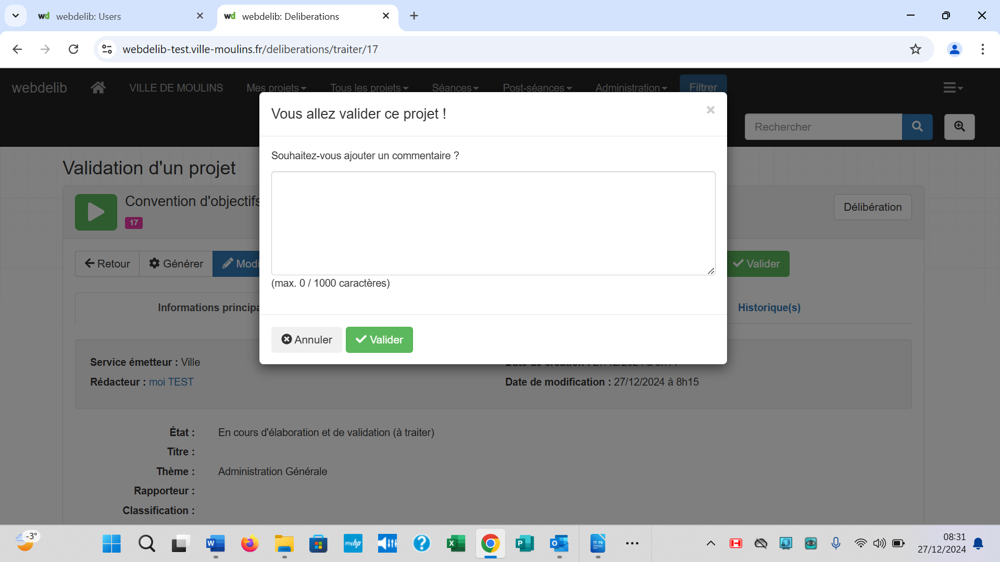 webdelib: Users
webdelib: Deliberations
webdelib-test.ville-moulins.fr/deliberations/traiter/17
webdelib VILLE DE MOULINS Mes projets Tous les projets Séances Post-séances Administration Filtrer
Vous allez valider ce projet !
Rechercher
Souhaitez-vous ajouter un commentaire ?
Validation d'un projet
Convention d'objectifs
Délibération
17
Retour Générer Modi Valider
(max. 0 / 1000 caractères)
Informations principa Historique(s)
Annuler Valider
Service émetteur : Ville
Rédacteur : moi TEST
Date de modification : 27/12/2024 à 8h15
État : En cours d'élaboration et de validation (à traiter)
Titre :
Thème : Administration Générale
Rapporteur :
Classification :
-3°
08:31
27/12/2024